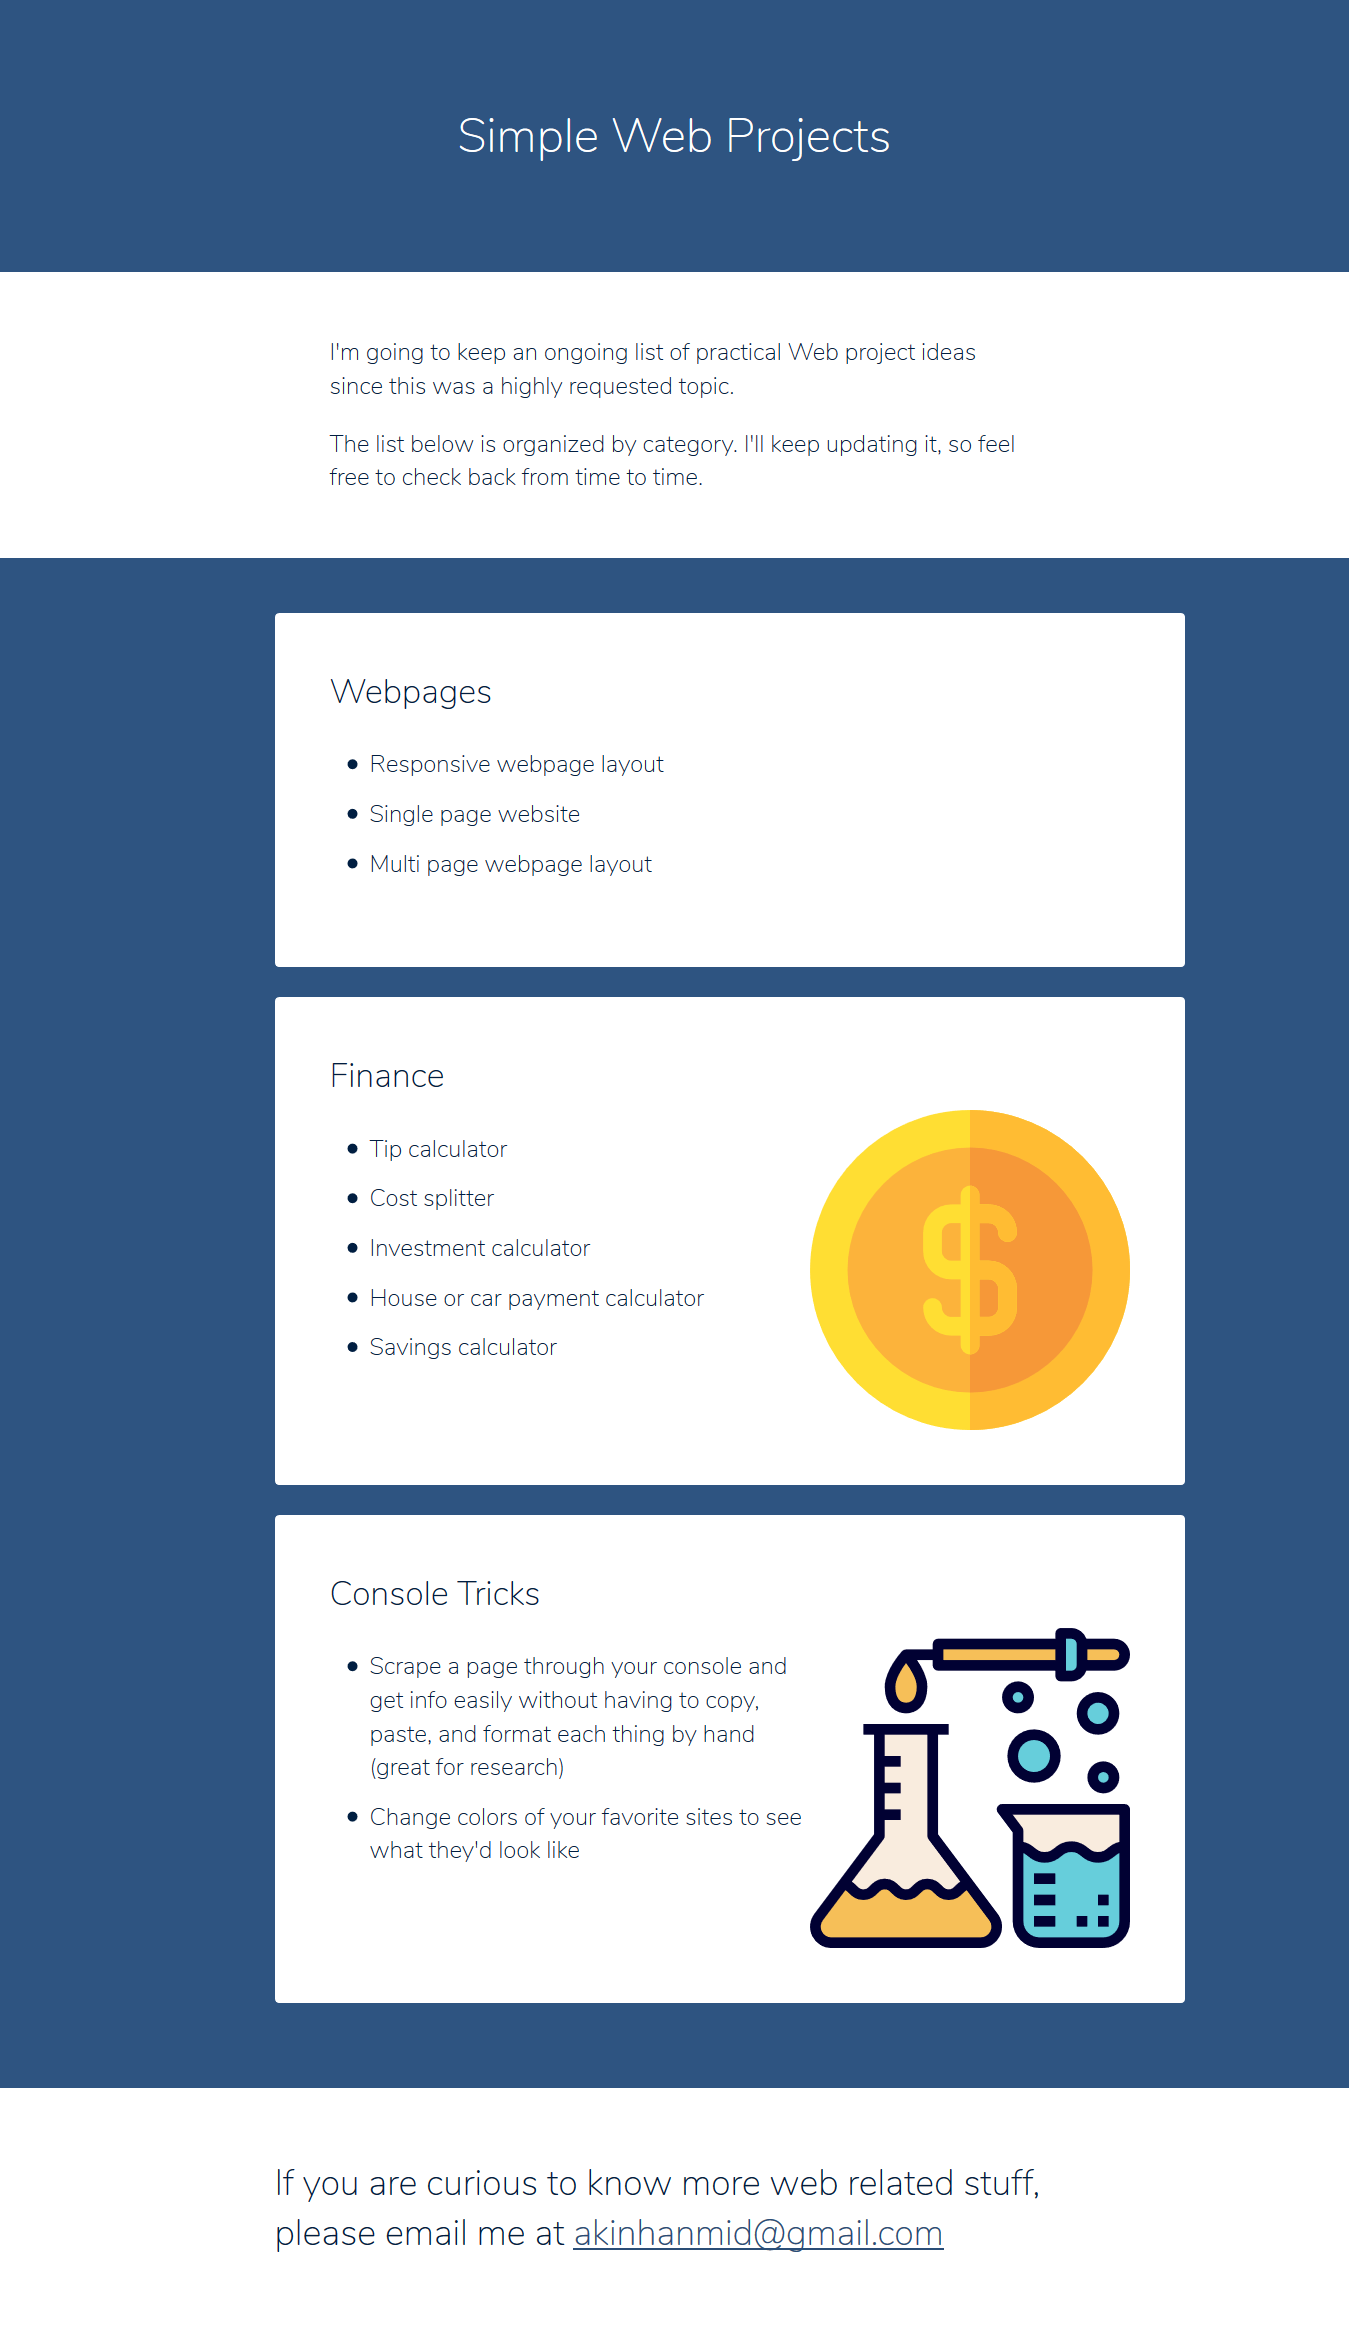 Simple Web Projects
I'm going to keep an ongoing list of practical Web project ideas
since this was a highly requested topic.
The list below is organized by category. I'll keep updating it, so feel
free to check back from time to time.
Webpages
Responsive webpage layout
Single page website
Multi page webpage layout
Finance
Tip calculator
Cost splitter
Investment calculator
House or car payment calculator
Savings calculator
$
Console Tricks
Scrape a page through your console and
get info easily without having to copy,
paste, and format each thing by hand
(great for research)
Change colors of your favorite sites to see
what they'd look like
If you are curious to know more web related stuff,
please email me at akinhanmid@gmail.com